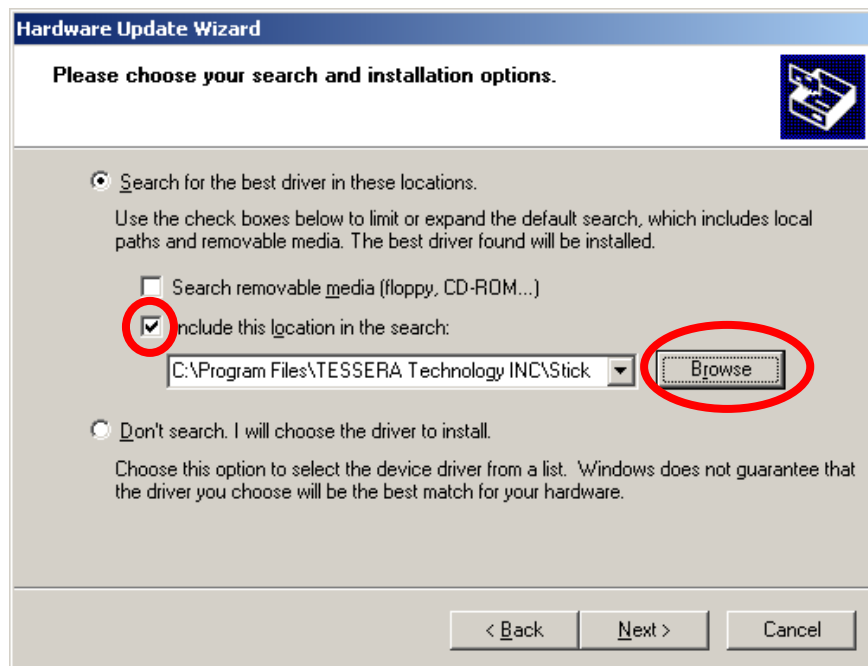 Hardware Update Wizard
Please choose your search and installation options.
Search for the best driver in these locations.
Use the check boxes below to limit or expand the default search, which includes local
paths and removable media. The best driver found will be installed.
Search removable media (floppy, CD-ROM...)
Include this location in the search:
C:\Program Files\TESSERA Technology INC\Stick
Browse
Don't search. I will choose the driver to install.
Choose this option to select the device driver from a list. Windows does not guarantee that
the driver you choose will be the best match for your hardware.
< Back
Next >
Cancel